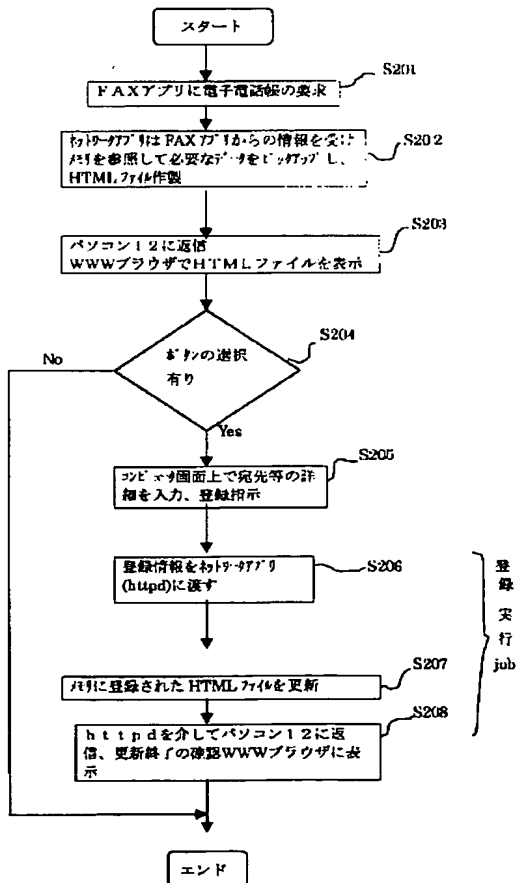 スタート
S201
FAXアプリに電子電話帳の要求
S202
ﾈｯﾄﾜｰｸｱﾌﾟﾘはFAXｱﾌﾟﾘからの情報を受け
ﾒﾓﾘを参照して必要なﾃﾞｰﾀをﾋﾟｯｸｱｯﾌﾟし、
HTMLﾌｧｲﾙ作製
S203
パソコン12に返信
WWWブラウザでHTMLファイルを表示
S204
No
ﾎﾞﾀﾝの選択
有り
Yes
S205
ｺﾝﾋﾟｭｰﾀ画面上で宛先等の詳
細を入力、登録指示
S206
登録情報をﾈｯﾄﾜｰｸｱﾌﾟﾘ
(httpd)に渡す
登
録
実
行
job
S207
ﾒﾓﾘに登録されたHTMLﾌｧｲﾙを更新
S208
httpdを介してパソコン12に返
信、更新終了の確認WWWブラウザに表
示
エンド